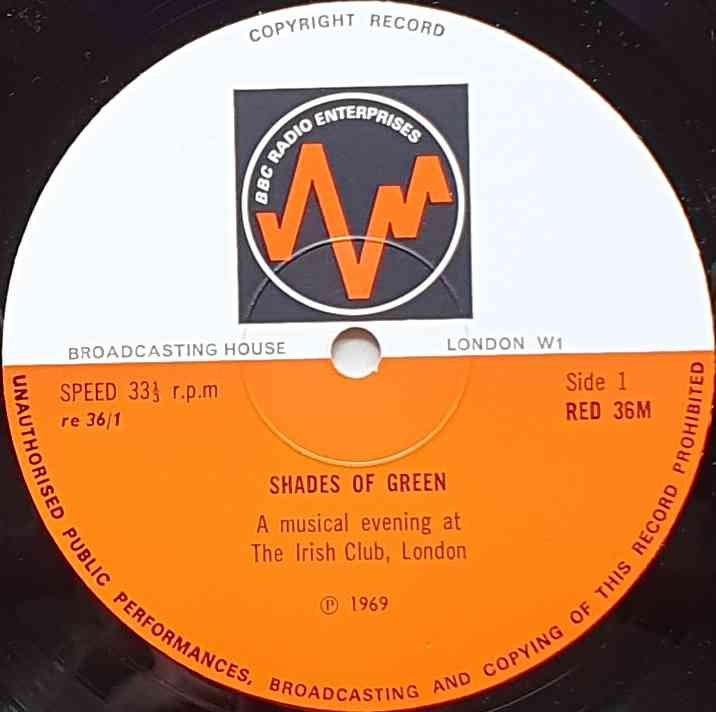 COPYRIGHT RECORD
BBC RADIO ENTERPRISES
BROADCASTING HOUSE LONDON W1
SPEED 33⅓ r.p.m Side 1
re 36/1 RED 36M
SHADES OF GREEN
A musical evening at
The Irish Club, London
℗ 1969
UNAUTHORISED PUBLIC PERFORMANCES, BROADCASTING AND COPYING OF THIS RECORD PROHIBITED